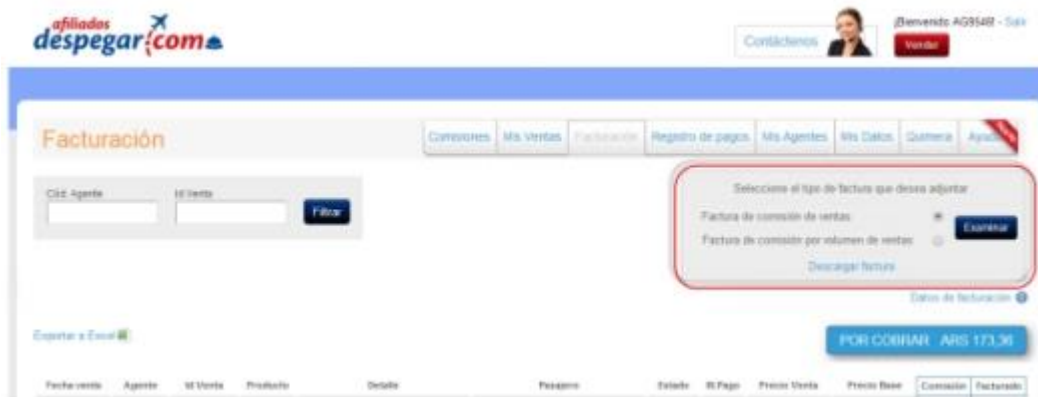 afiliados
despegar.com
Contáctenos
¡Bienvenido AG9546! - Salir
Vender
Facturación
Comisiones
Mis Ventas
Facturación
Registro de pagos
Mis Agentes
Mis Datos
Quimera
Ayuda
Cód. Agente
Id Venta
Filtrar
Seleccione el tipo de factura que desea adjuntar
Factura de comisión de ventas
Factura de comisión por volumen de ventas
Examinar
Descargar factura
Datos de facturación
Exportar a Excel
POR COBRAR ARS 173,36
Fecha venta
Agente
Id Venta
Producto
Detalle
Pasajero
Estado
Precio Venta
Precio Base
Comisión
Facturado